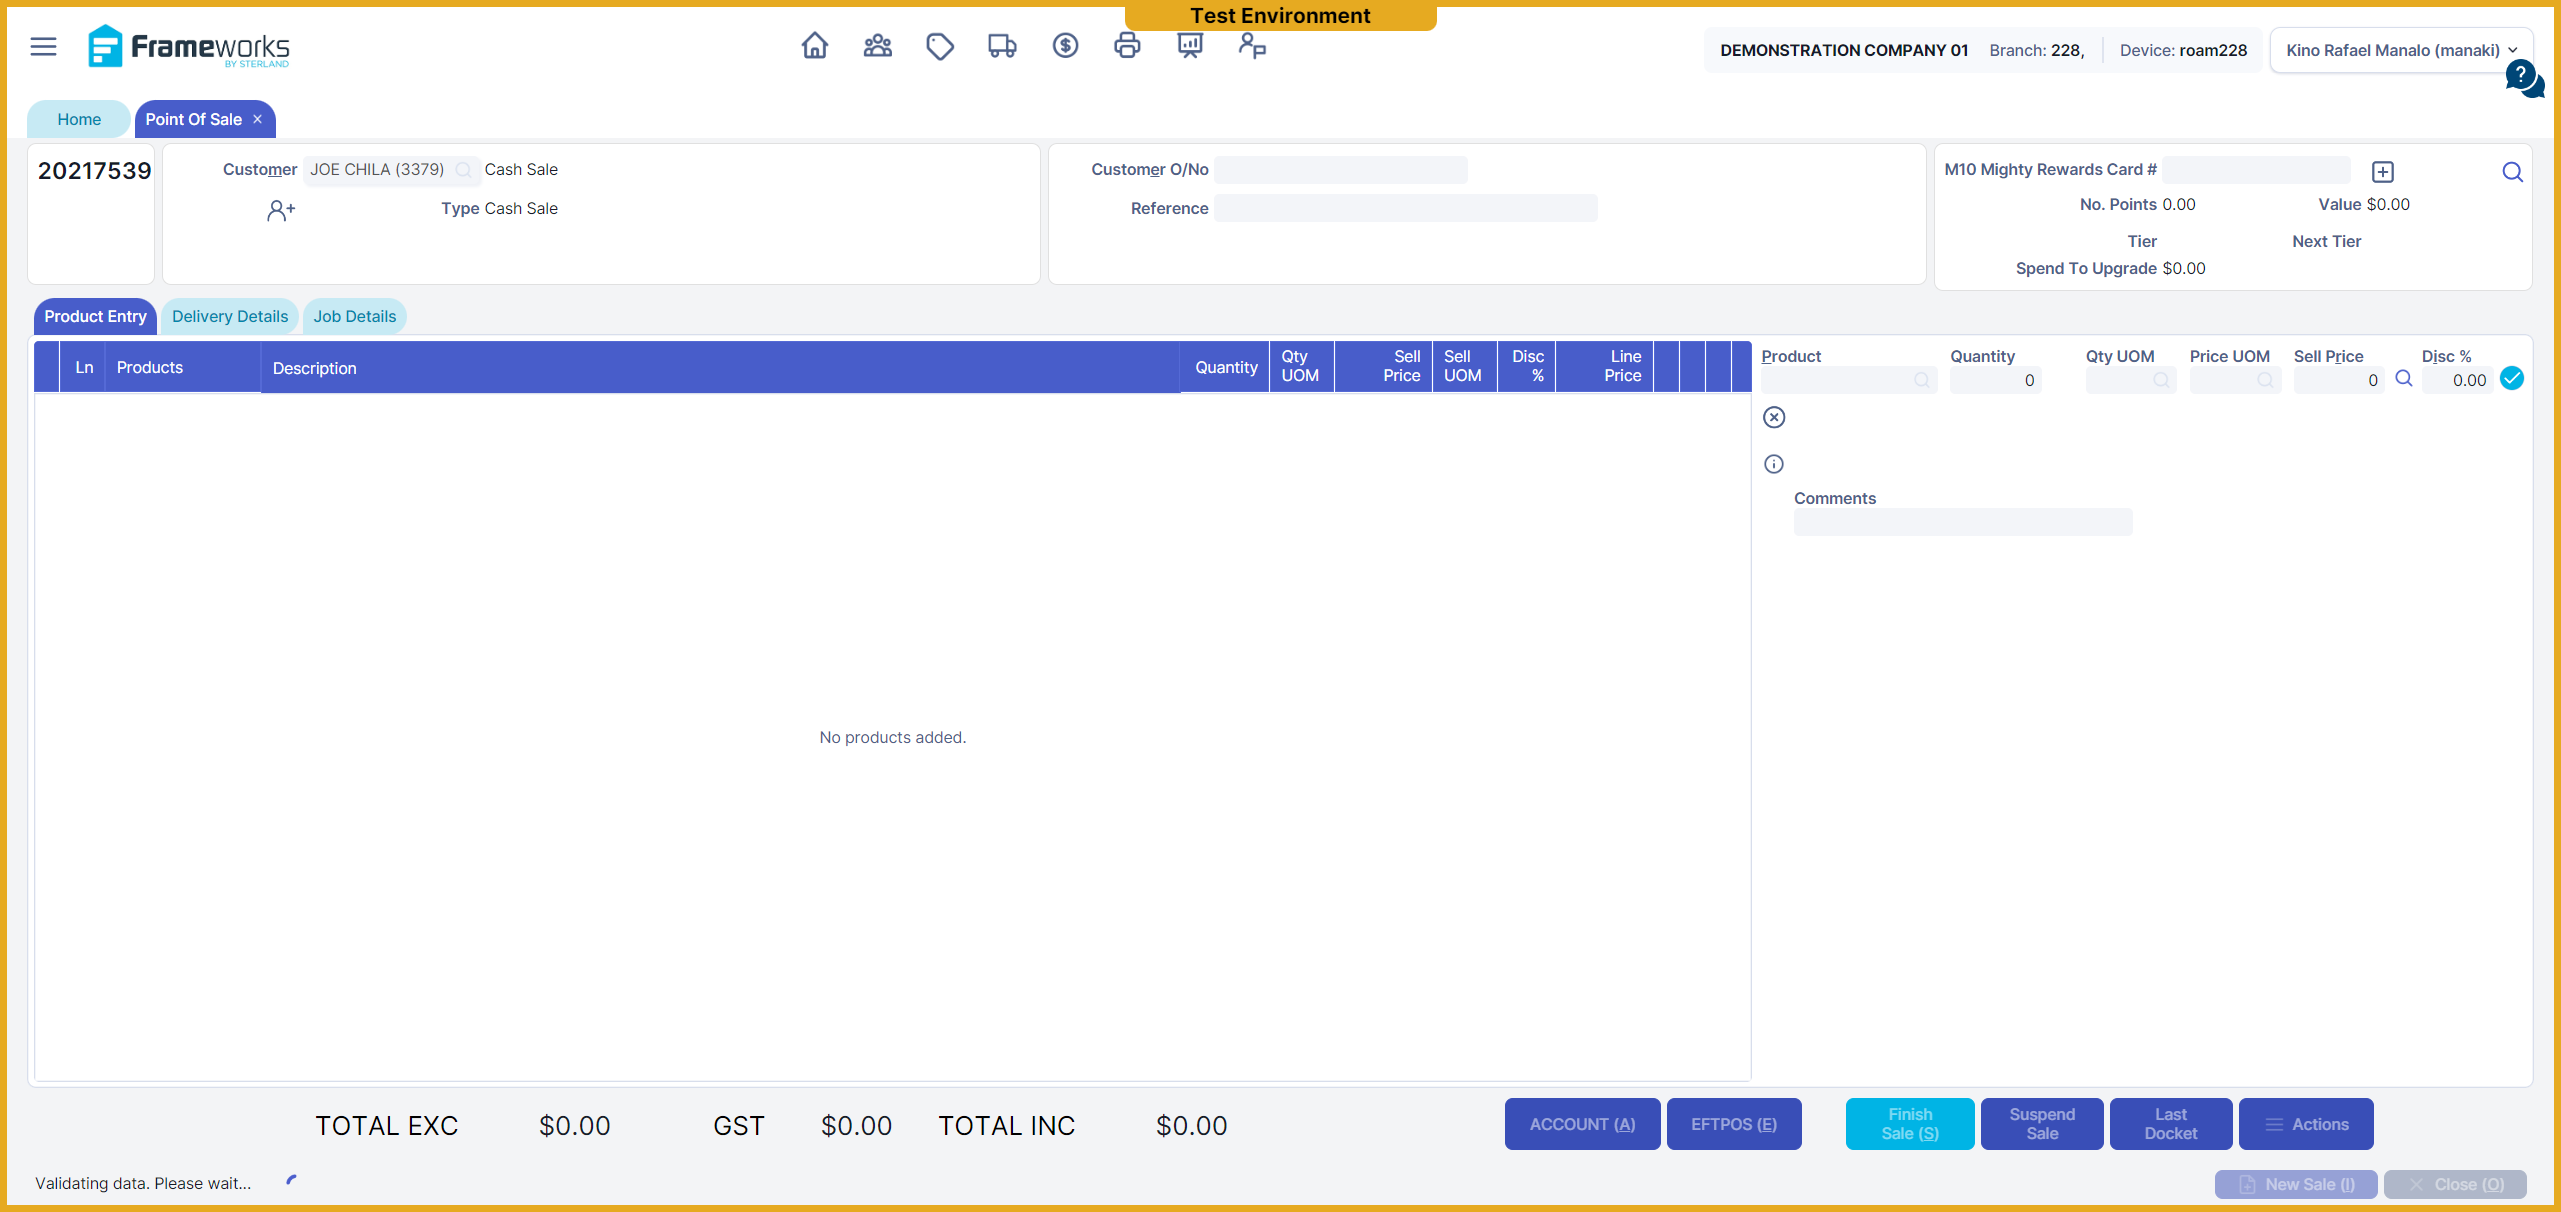 Test Environment
Frameworks
BY STERLAND
DEMONSTRATION COMPANY 01 Branch: 228, Device: roam228
Kino Rafael Manalo (manaki)
?
Home
Point Of Sale ×
20217539
Customer JOE CHILA (3379) Cash Sale
Type Cash Sale
Customer O/No
Reference
M10 Mighty Rewards Card #
No. Points 0.00 Value $0.00
Tier Next Tier
Spend To Upgrade $0.00
Product Entry
Delivery Details
Job Details
Ln Products Description Quantity Qty UOM Sell Price Sell UOM Disc % Line Price
Product Quantity Qty UOM Price UOM Sell Price Disc %
0 0 0.00
Comments
No products added.
TOTAL EXC $0.00 GST $0.00 TOTAL INC $0.00
ACCOUNT (A)
EFTPOS (E)
Finish
Sale (S)
Suspend
Sale
Last
Docket
Actions
Validating data. Please wait...
New Sale (I)
Close (O)